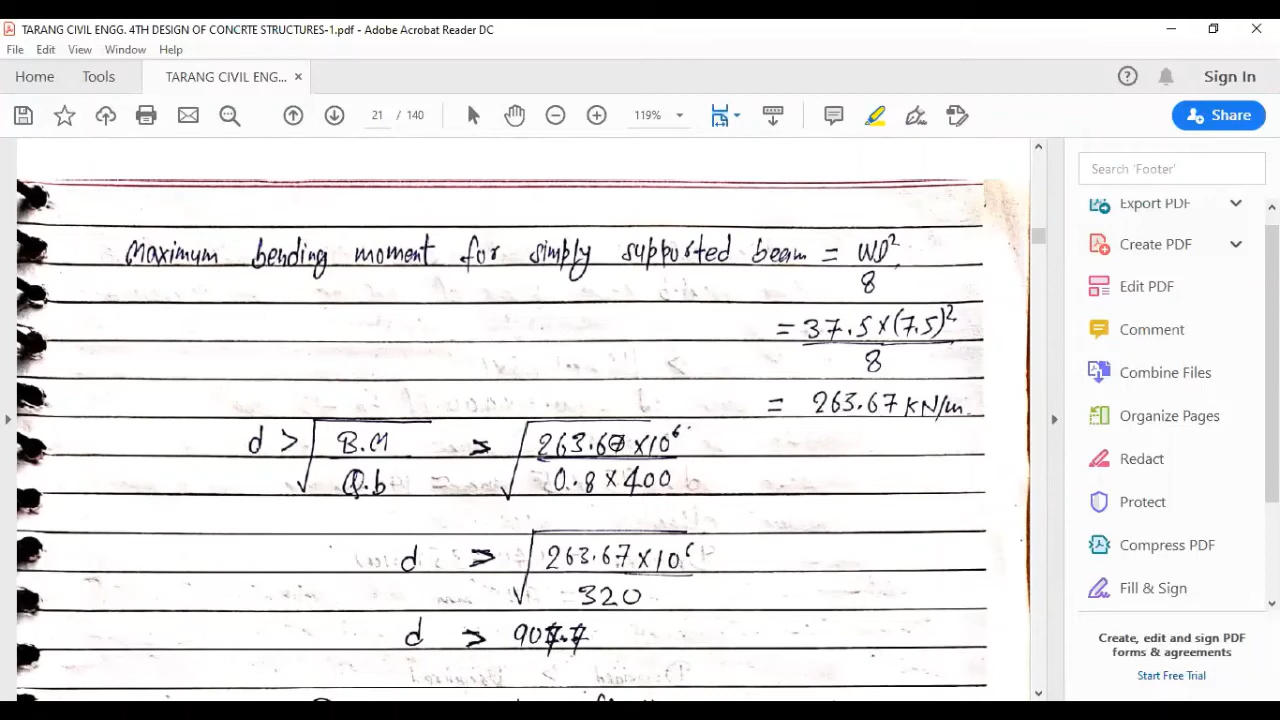 TARANG CIVIL ENGG. 4TH DESIGN OF CONCRTE STRUCTURES-1.pdf - Adobe Acrobat Reader DC
File Edit View Window Help
Home Tools TARANG CIVIL ENG... ×
21 / 140 119% Share
Sign In
Search 'Footer'
Export PDF
Create PDF
Edit PDF
Comment
Combine Files
Organize Pages
Redact
Protect
Compress PDF
Fill & Sign
Create, edit and sign PDF
forms & agreements
Start Free Trial
Maximum bending moment for simply supported beam = Wl²
8
= 37.5×(7.5)²
8
= 263.67 KN/m
d > √ B.M > √ 263.67 ×10⁶
Q.b 0.8 × 400
d > √ 263.67 ×10⁶
320
d > 907.7